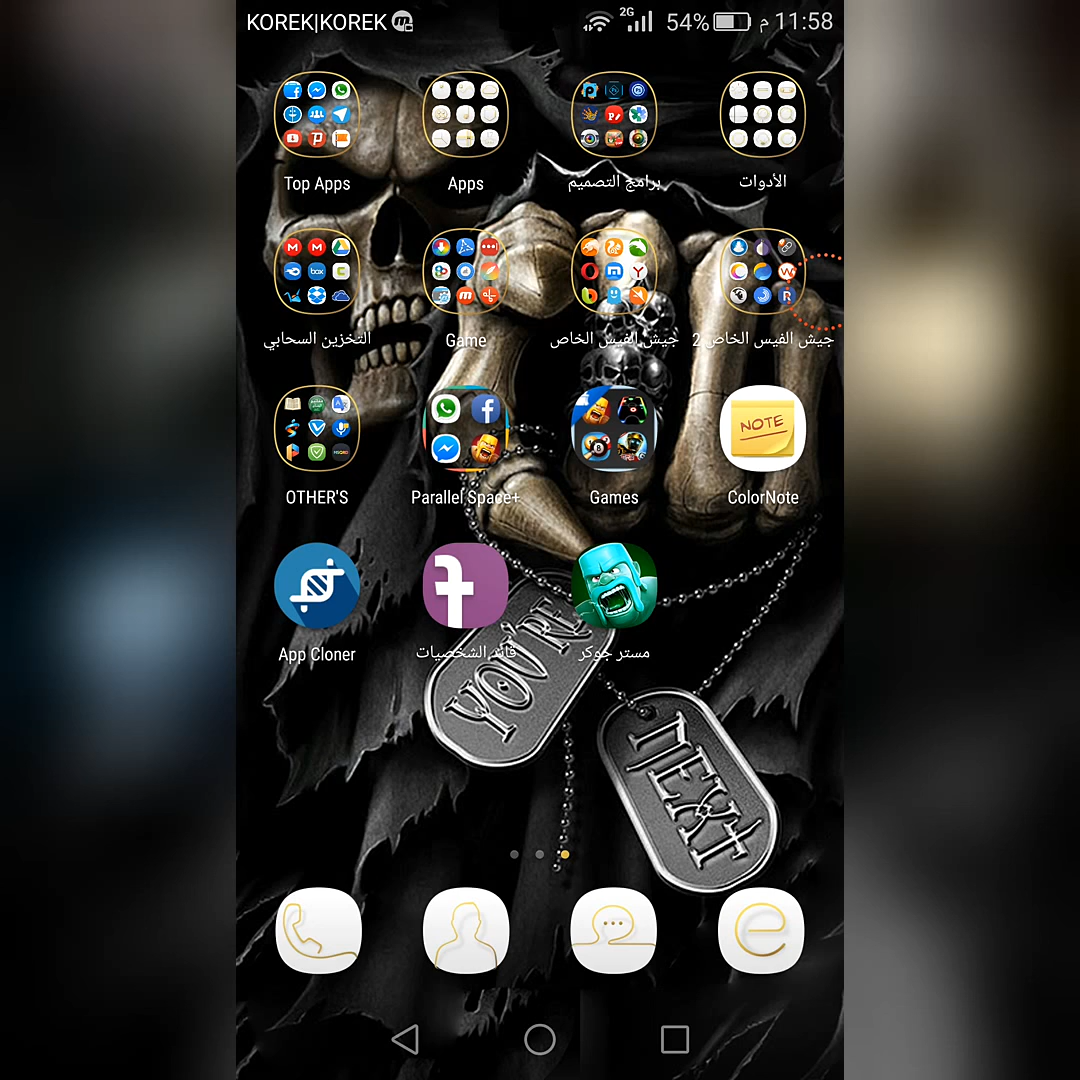 KOREK|KOREK 2G 54% م 11:58
Top Apps Apps برامج التصميم الأدوات
التخزين السحابي Game جيش الفيس الخاص جيش الفيس الخاص 2
NOTE
OTHER'S Parallel Space+ Games ColorNote
App Cloner قائد الشخصيات مستر جوكر
YOU'RE
NEXT